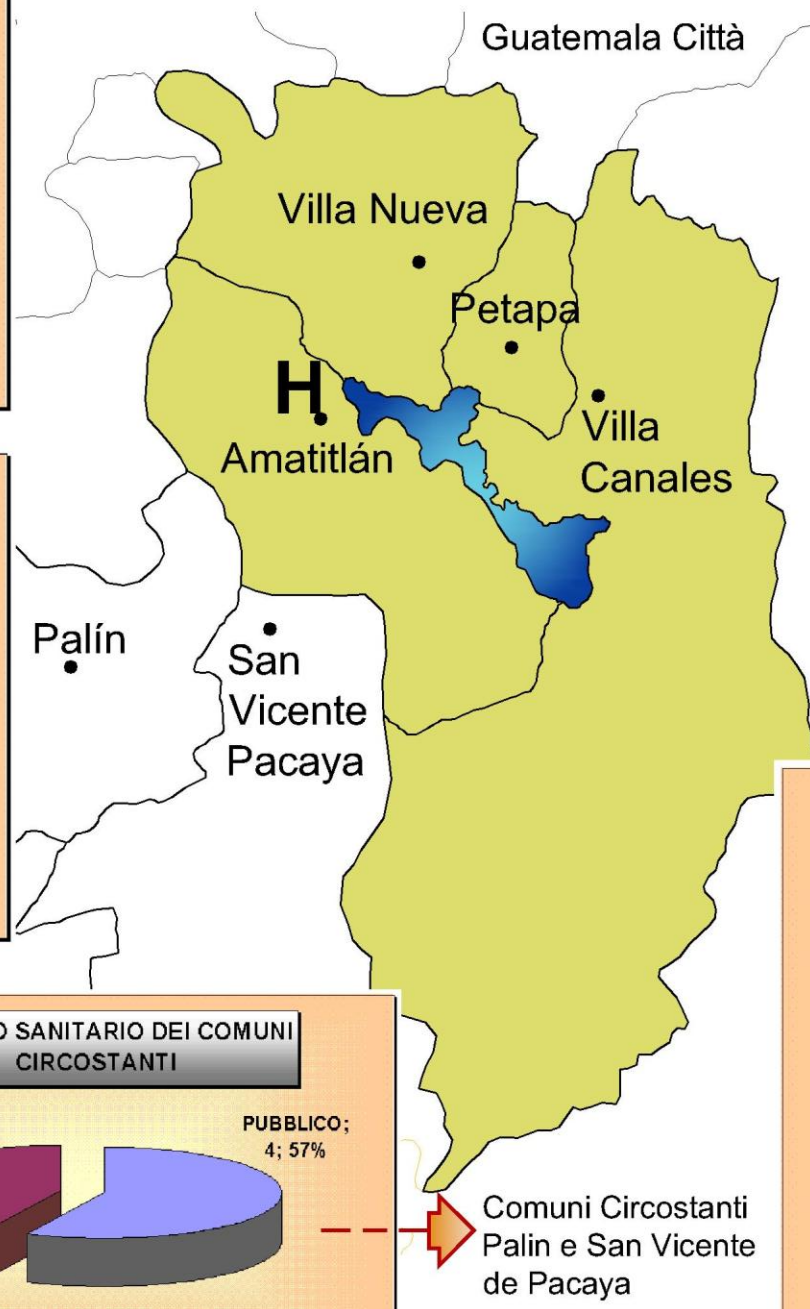 Guatemala Città
Villa Nueva
Petapa
H
Amatitlán
Villa
Canales
Palín
San
Vicente
Pacaya
SANITARIO DEI COMUNI
CIRCOSTANTI
PUBBLICO;
4; 57%
Comuni Circostanti
Palin e San Vicente
de Pacaya